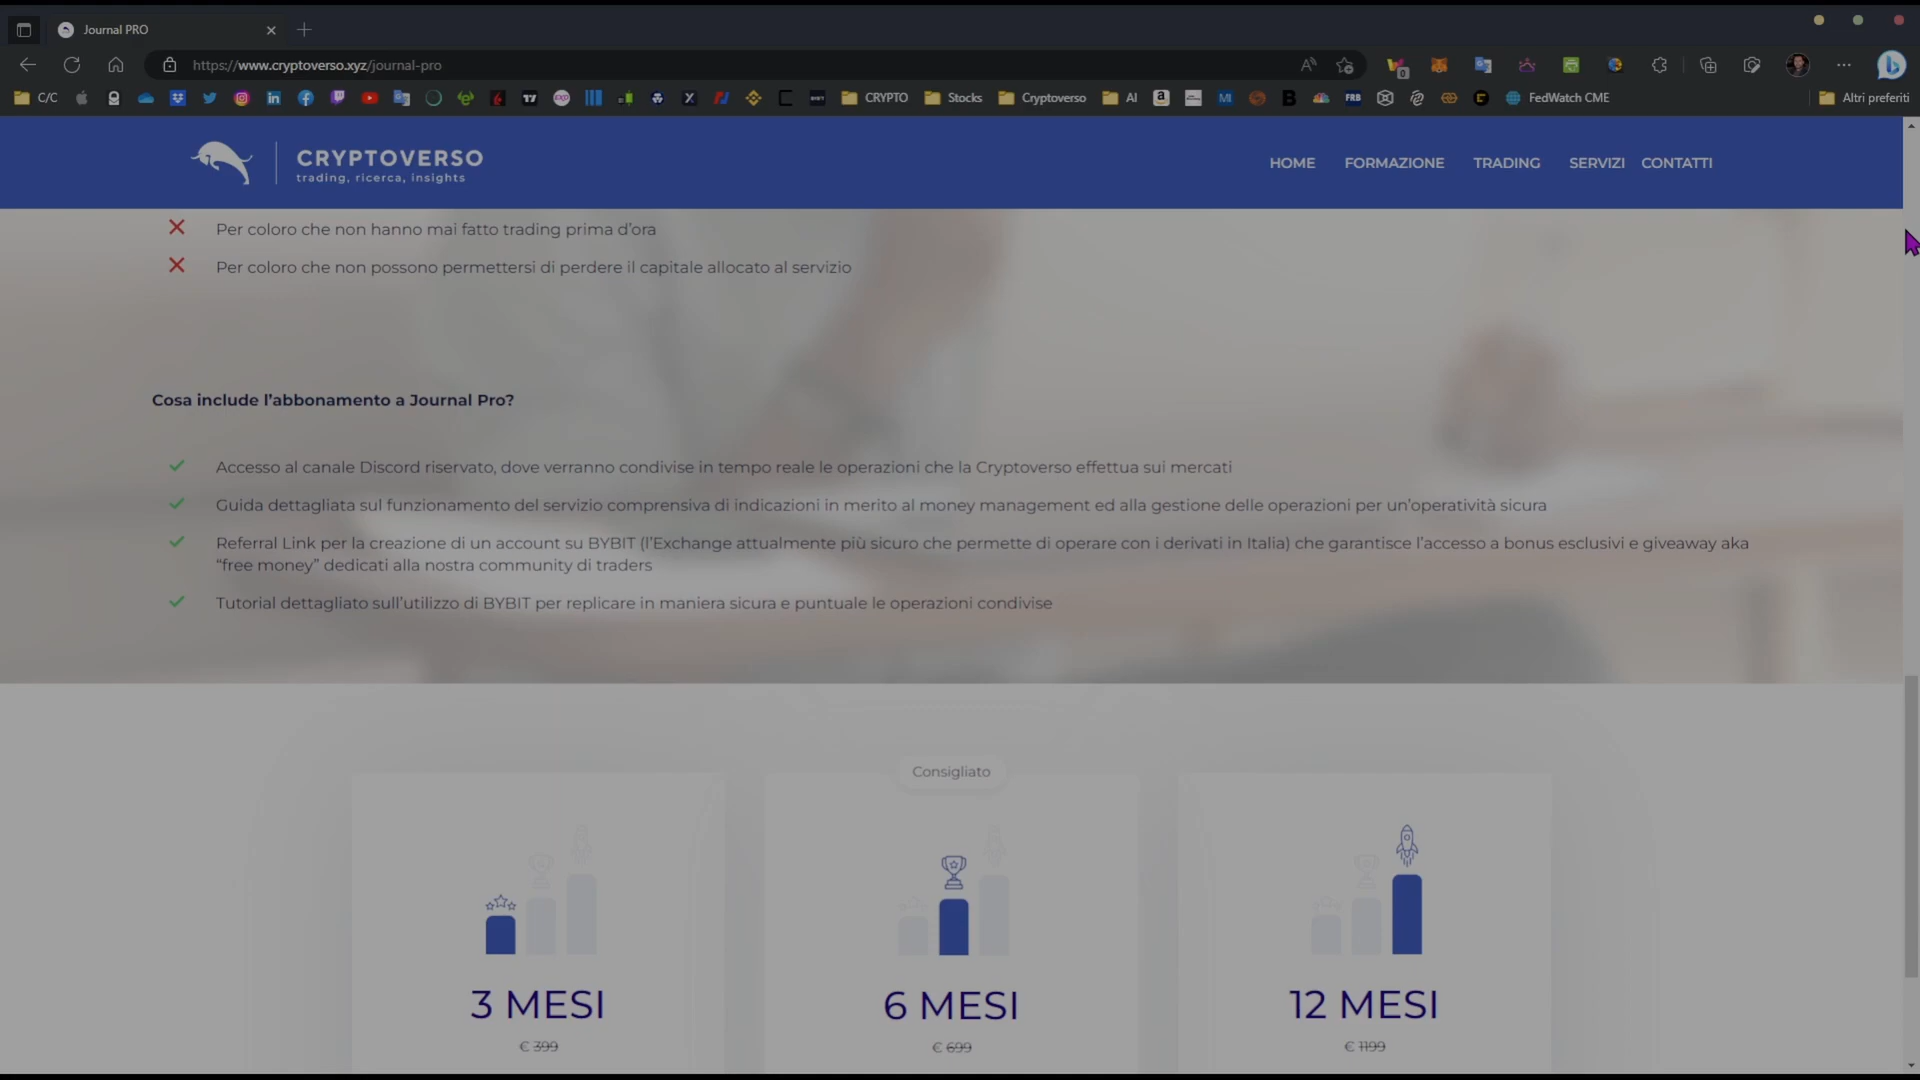 Journal PRO
https://www.cryptoverso.xyz/journal-pro
C/C
CRYPTO
Stocks
Cryptoverso
AI
FedWatch CME
Altri preferiti
CRYPTOVERSO
trading, ricerca, insights
HOME
FORMAZIONE
TRADING
SERVIZI
CONTATTI
Per coloro che non hanno mai fatto trading prima d'ora
Per coloro che non possono permettersi di perdere il capitale allocato al servizio
Cosa include l'abbonamento a Journal Pro?
Accesso al canale Discord riservato, dove verranno condivise in tempo reale le operazioni che la Cryptoverso effettua sui mercati
Guida dettagliata sul funzionamento del servizio comprensiva di indicazioni in merito al money management ed alla gestione delle operazioni per un'operatività sicura
Referral Link per la creazione di un account su BYBIT (l'Exchange attualmente più sicuro che permette di operare con i derivati in Italia) che garantisce l'accesso a bonus esclusivi e giveaway aka
“free money” dedicati alla nostra community di traders
Tutorial dettagliato sull'utilizzo di BYBIT per replicare in maniera sicura e puntuale le operazioni condivise
Consigliato
3 MESI
6 MESI
12 MESI
€ 399
€ 699
€ 1199